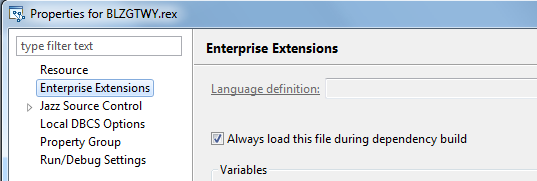 Properties for BLZGTWY.rex
type filter text
Resource
Enterprise Extensions
Jazz Source Control
Local DBCS Options
Property Group
Run/Debug Settings
Enterprise Extensions
Language definition:
Always load this file during dependency build
Variables